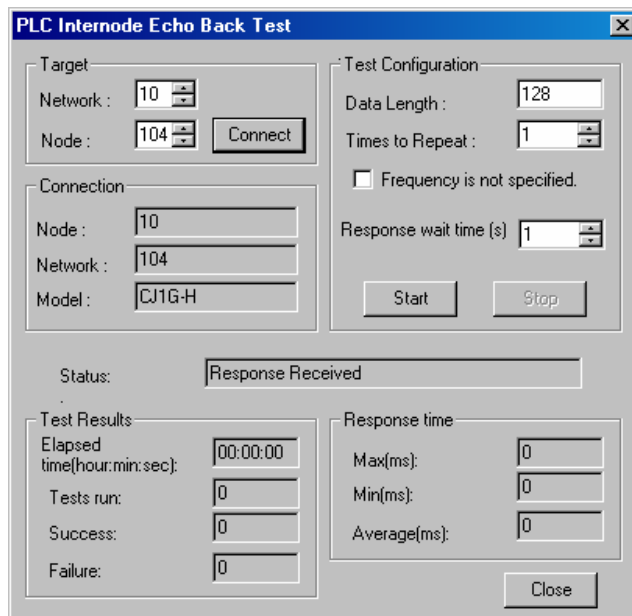 PLC Internode Echo Back Test
Target
Network : 10
Node : 104 Connect
Connection
Node : 10
Network : 104
Model : CJ1G-H
Test Configuration
Data Length : 128
Times to Repeat : 1
Frequency is not specified.
Response wait time (s) 1
Start Stop
Status: Response Received
Test Results
Elapsed
time(hour:min:sec): 00:00:00
Tests run: 0
Success: 0
Failure: 0
Response time
Max(ms): 0
Min(ms): 0
Average(ms): 0
Close